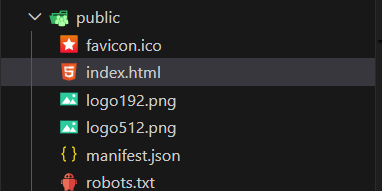 public
favicon.ico
index.html
logo192.png
logo512.png
manifest.json
robots.txt